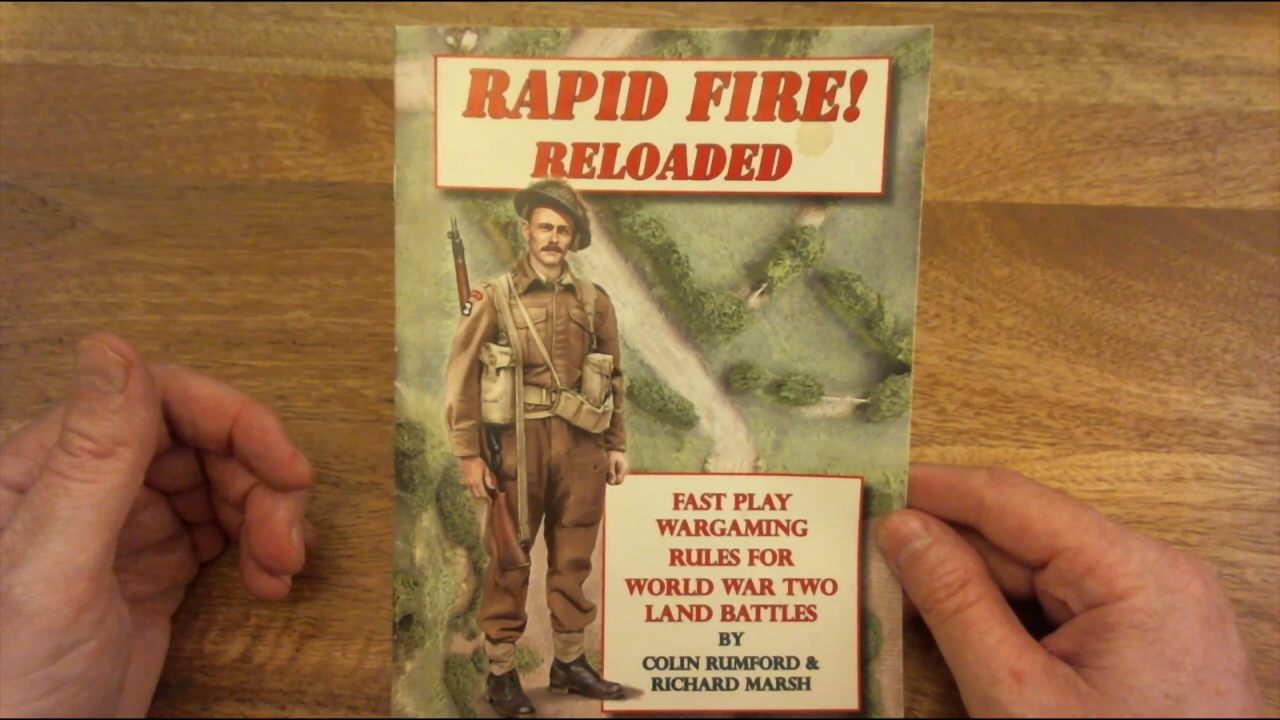 RAPID FIRE!
RELOADED
FAST PLAY
WARGAMING
RULES FOR
WORLD WAR TWO
LAND BATTLES
BY
COLIN RUMFORD &
RICHARD MARSH